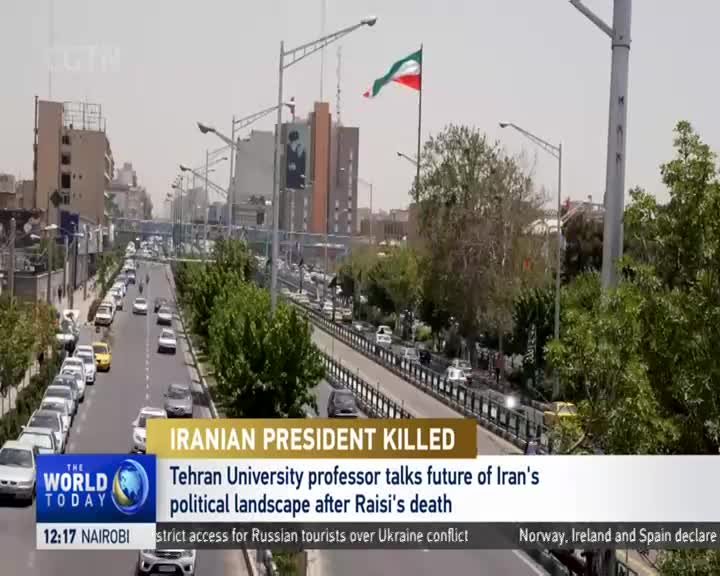 CGTN
IRANIAN PRESIDENT KILLED
Tehran University professor talks future of Iran's
political landscape after Raisi's death
THE
WORLD
TODAY
12:17 NAIROBI
strict access for Russian tourists over Ukraine conflict
Norway, Ireland and Spain declare